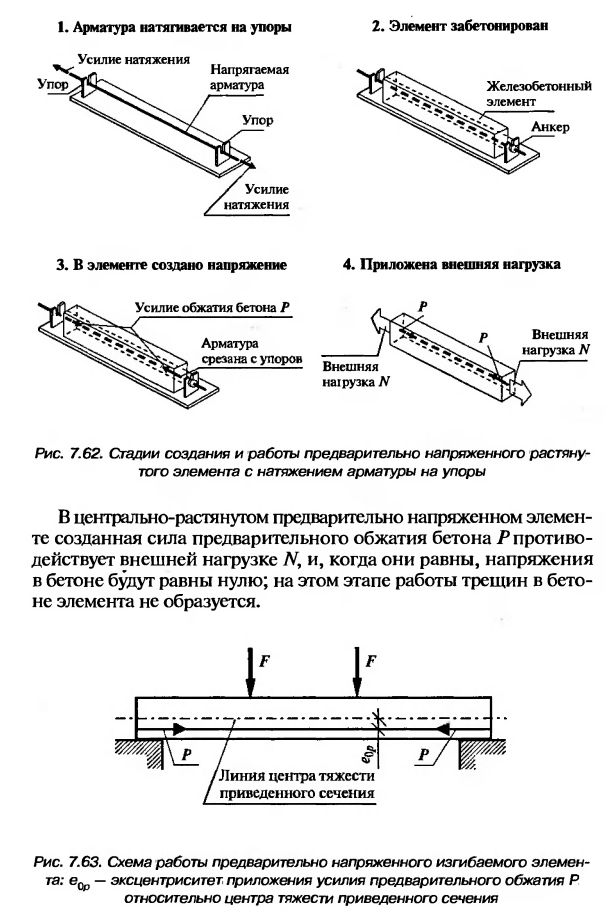 1. Арматура натягивается на упоры
2. Элемент забетонирован
Усилие натяжения
Упор
Напрягаемая
арматура
Упор
Усилие
натяжения
Железобетонный
элемент
Анкер
3. В элементе создано напряжение
4. Приложена внешняя нагрузка
Усилие обжатия бетона P
Арматура
срезана с упоров
P
P
Внешняя
нагрузка N
Внешняя
нагрузка N
Рис. 7.62. Стадии создания и работы предварительно напряженного растяну-
того элемента с натяжением арматуры на упоры
В центрально-растянутом предварительно напряженном элемен-
те созданная сила предварительного обжатия бетона P противо-
действует внешней нагрузке N, и, когда они равны, напряжения
в бетоне будут равны нулю; на этом этапе работы трещин в бето-
не элемента не образуется.
F
F
P
e0p
P
Линия центра тяжести
приведенного сечения
Рис. 7.63. Схема работы предварительно напряженного изгибаемого элемен-
та: e0p — эксцентриситет приложения усилия предварительного обжатия P
относительно центра тяжести приведенного сечения